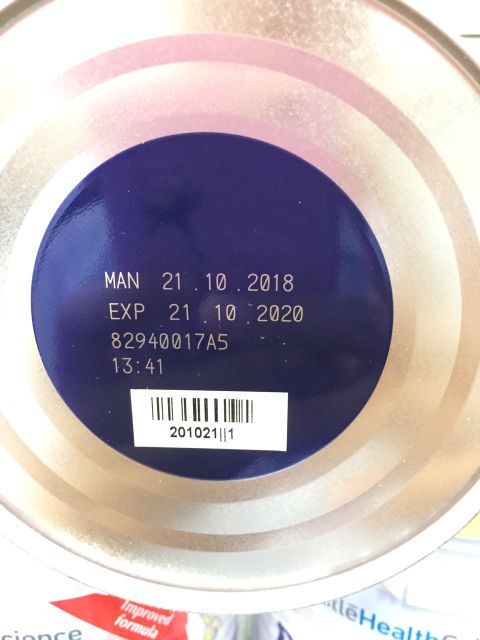 MAN 21 .10 .2018
EXP 21 .10 .2020
82940017A5
13:41
201021||1
Improved
formula